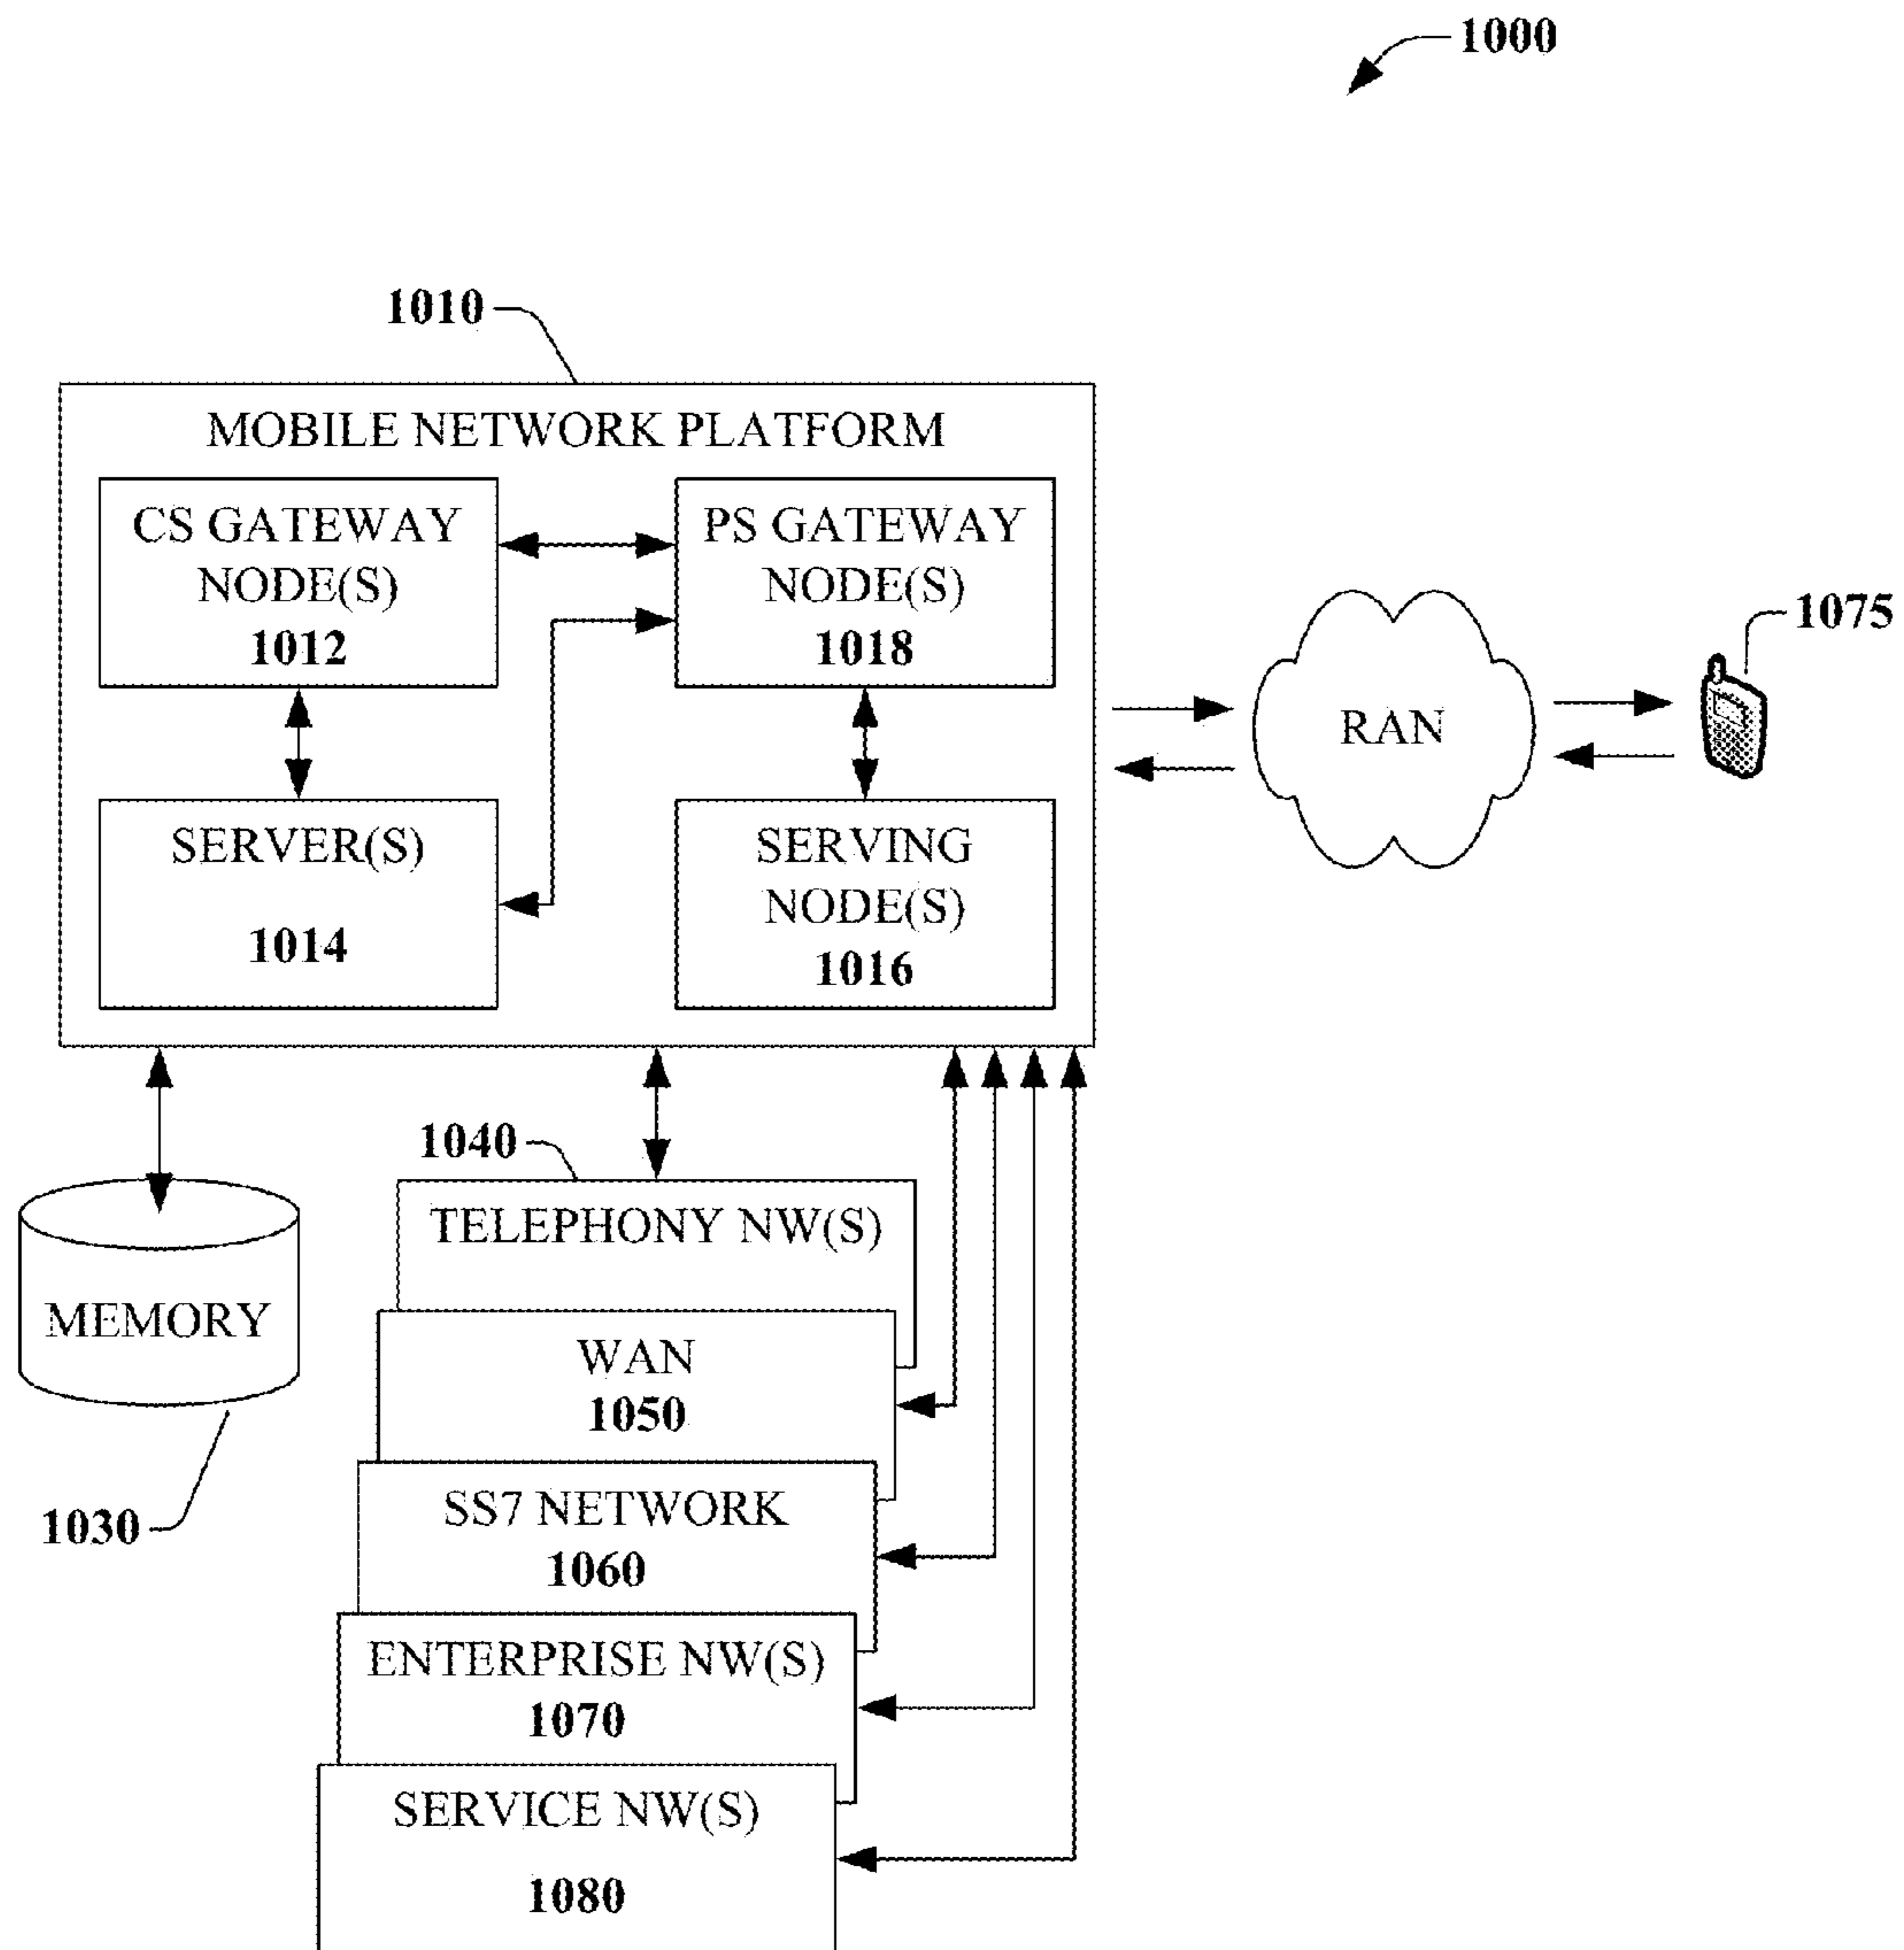 1000
1010
MOBILE NETWORK PLATFORM
CS GATEWAY
NODE(S)
1012
PS GATEWAY
NODE(S)
1018
SERVER(S)
1014
SERVING
NODE(S)
1016
RAN
1075
1040
TELEPHONY NW(S)
MEMORY
1030
WAN
1050
SS7 NETWORK
1060
ENTERPRISE NW(S)
1070
SERVICE NW(S)
1080